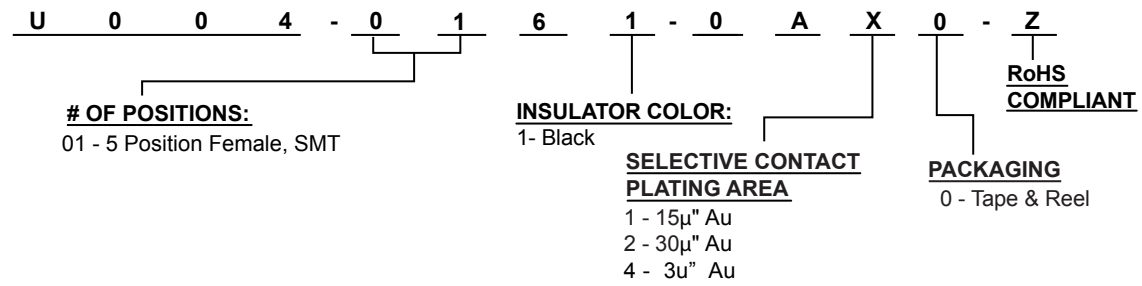 U 0 0 4 - 0 1 6 1 - 0 A X 0 - Z
# OF POSITIONS:
01 - 5 Position Female, SMT
INSULATOR COLOR:
1- Black
SELECTIVE CONTACT
PLATING AREA
1 - 15µ" Au
2 - 30µ" Au
4 - 3u” Au
PACKAGING
0 - Tape & Reel
RoHS
COMPLIANT